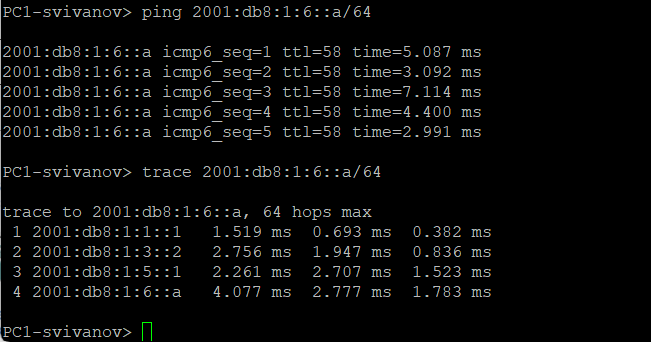 PC1-svivanov> ping 2001:db8:1:6::a/64
2001:db8:1:6::a icmp6_seq=1 ttl=58 time=5.087 ms
2001:db8:1:6::a icmp6_seq=2 ttl=58 time=3.092 ms
2001:db8:1:6::a icmp6_seq=3 ttl=58 time=7.114 ms
2001:db8:1:6::a icmp6_seq=4 ttl=58 time=4.400 ms
2001:db8:1:6::a icmp6_seq=5 ttl=58 time=2.991 ms
PC1-svivanov> trace 2001:db8:1:6::a/64
trace to 2001:db8:1:6::a, 64 hops max
1 2001:db8:1:1::1 1.519 ms 0.693 ms 0.382 ms
2 2001:db8:1:3::2 2.756 ms 1.947 ms 0.836 ms
3 2001:db8:1:5::1 2.261 ms 2.707 ms 1.523 ms
4 2001:db8:1:6::a 4.077 ms 2.777 ms 1.783 ms
PC1-svivanov>